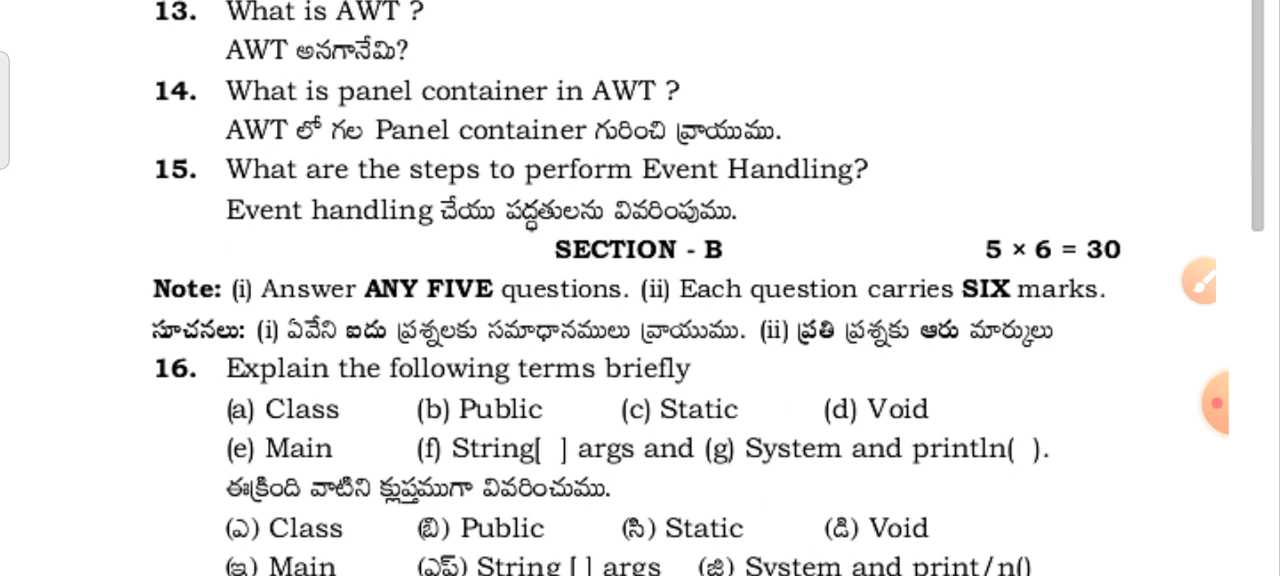 13. What is AWT ?
AWT అనగానేమి?
14. What is panel container in AWT ?
AWT లో గల Panel container గురించి వ్రాయుము.
15. What are the steps to perform Event Handling?
Event handling చేయు పద్ధతులను వివరింపుము.
SECTION - B 5 × 6 = 30
Note: (i) Answer ANY FIVE questions. (ii) Each question carries SIX marks.
సూచనలు: (i) ఏవేని ఐదు ప్రశ్నలకు సమాధానములు వ్రాయుము. (ii) ప్రతి ప్రశ్నకు ఆరు మార్కులు
16. Explain the following terms briefly
(a) Class (b) Public (c) Static (d) Void
(e) Main (f) String[ ] args and (g) System and println( ).
ఈక్రింది వాటిని క్లుప్తముగా వివరించుము.
(ఎ) Class (బి) Public (సి) Static (డి) Void
(ఇ) Main (ఎఫ్) String [ ] args (జి) System and print/n()